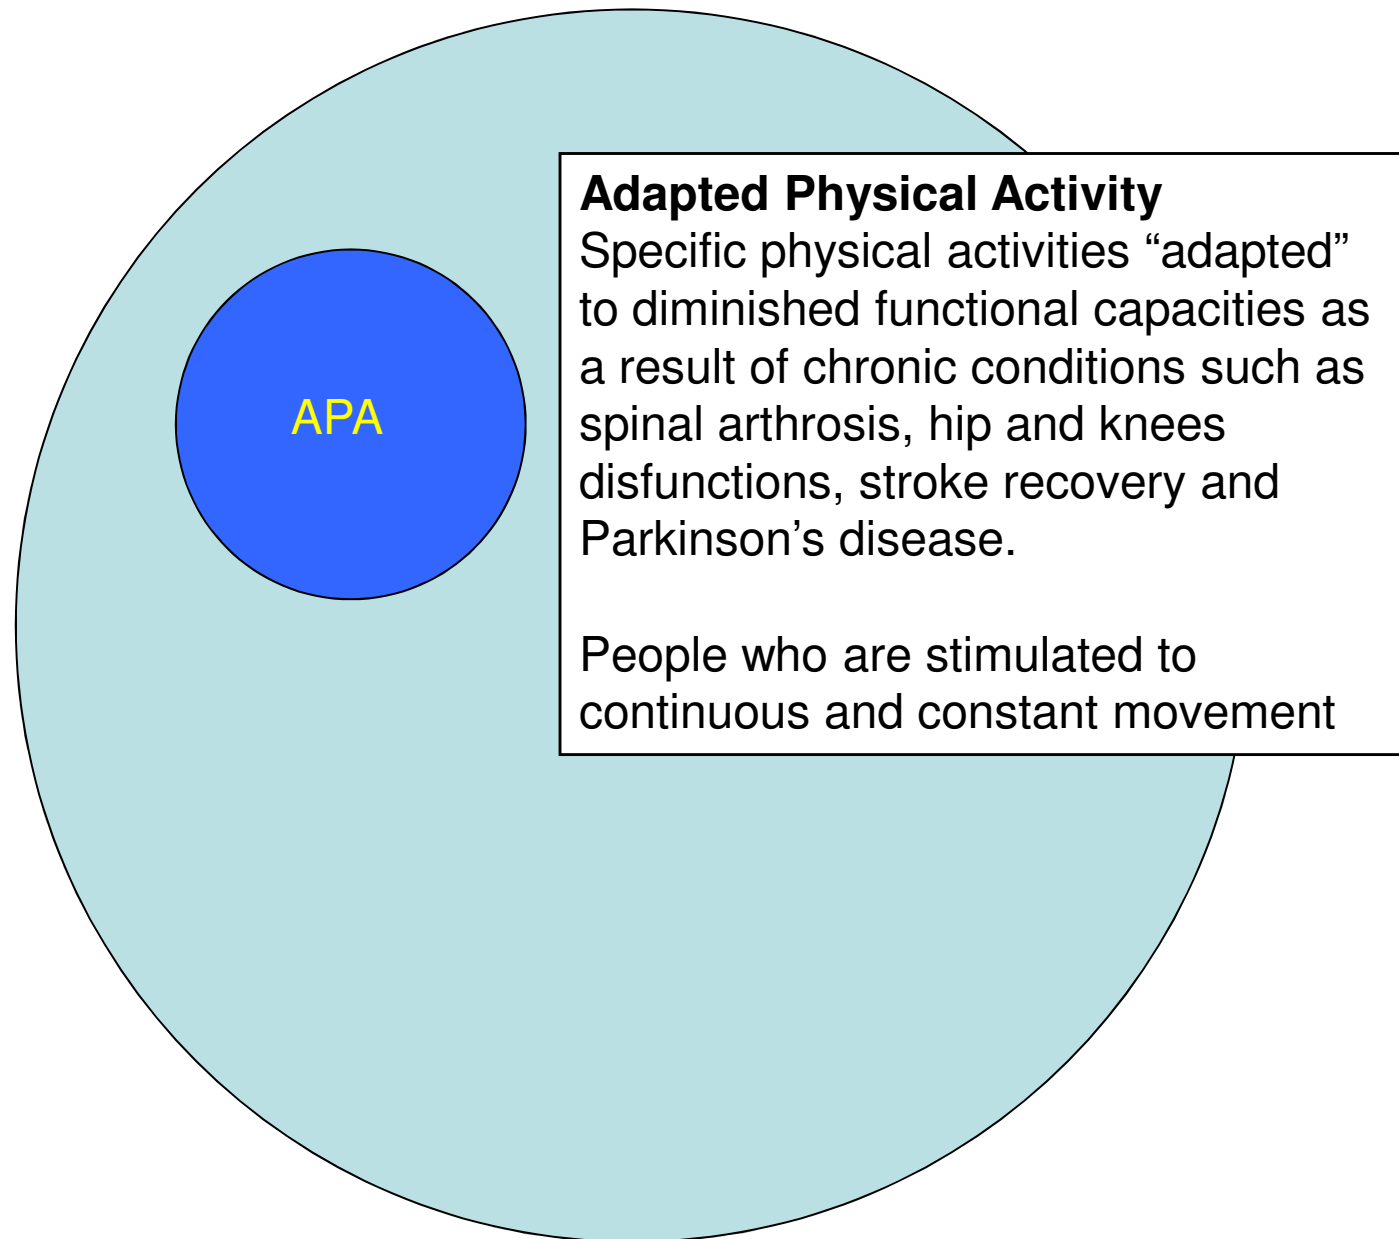 Adapted Physical Activity
Specific physical activities “adapted”
to diminished functional capacities as
a result of chronic conditions such as
spinal arthrosis, hip and knees
disfunctions, stroke recovery and
Parkinson’s disease.
People who are stimulated to
continuous and constant movement
APA